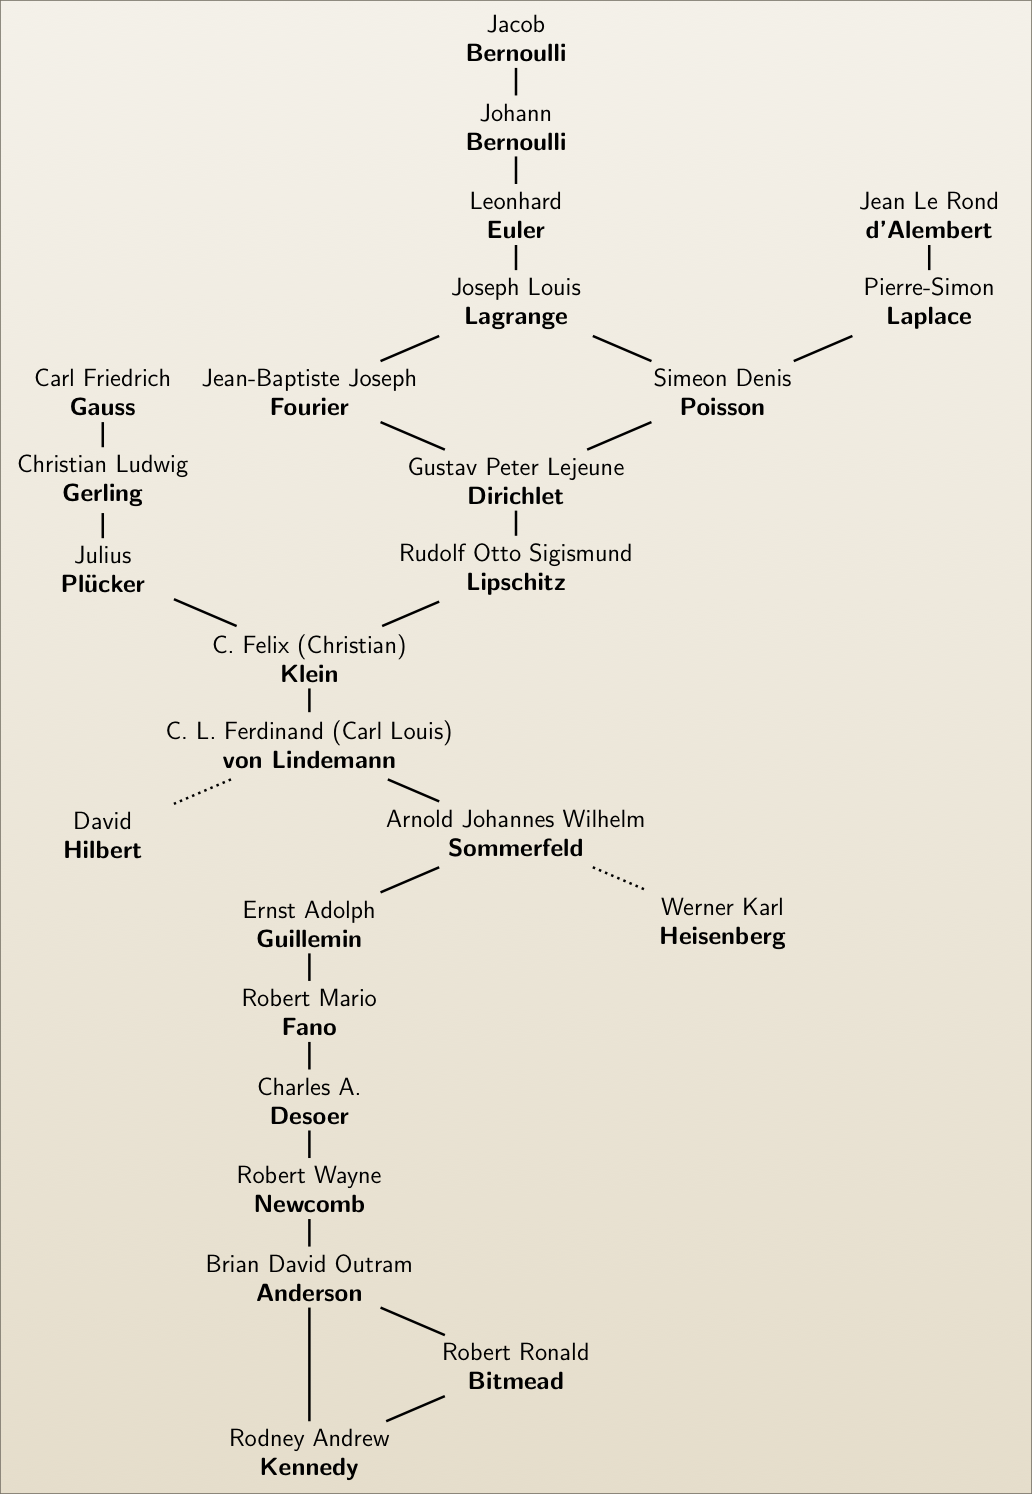 Jacob
Bernoulli
Johann
Bernoulli
Leonhard
Euler
Jean Le Rond
d'Alembert
Joseph Louis
Lagrange
Pierre-Simon
Laplace
Carl Friedrich
Gauss
Jean-Baptiste Joseph
Fourier
Simeon Denis
Poisson
Christian Ludwig
Gerling
Gustav Peter Lejeune
Dirichlet
Julius
Plücker
Rudolf Otto Sigismund
Lipschitz
C. Felix (Christian)
Klein
C. L. Ferdinand (Carl Louis)
von Lindemann
David
Hilbert
Arnold Johannes Wilhelm
Sommerfeld
Ernst Adolph
Guillemin
Werner Karl
Heisenberg
Robert Mario
Fano
Charles A.
Desoer
Robert Wayne
Newcomb
Brian David Outram
Anderson
Robert Ronald
Bitmead
Rodney Andrew
Kennedy